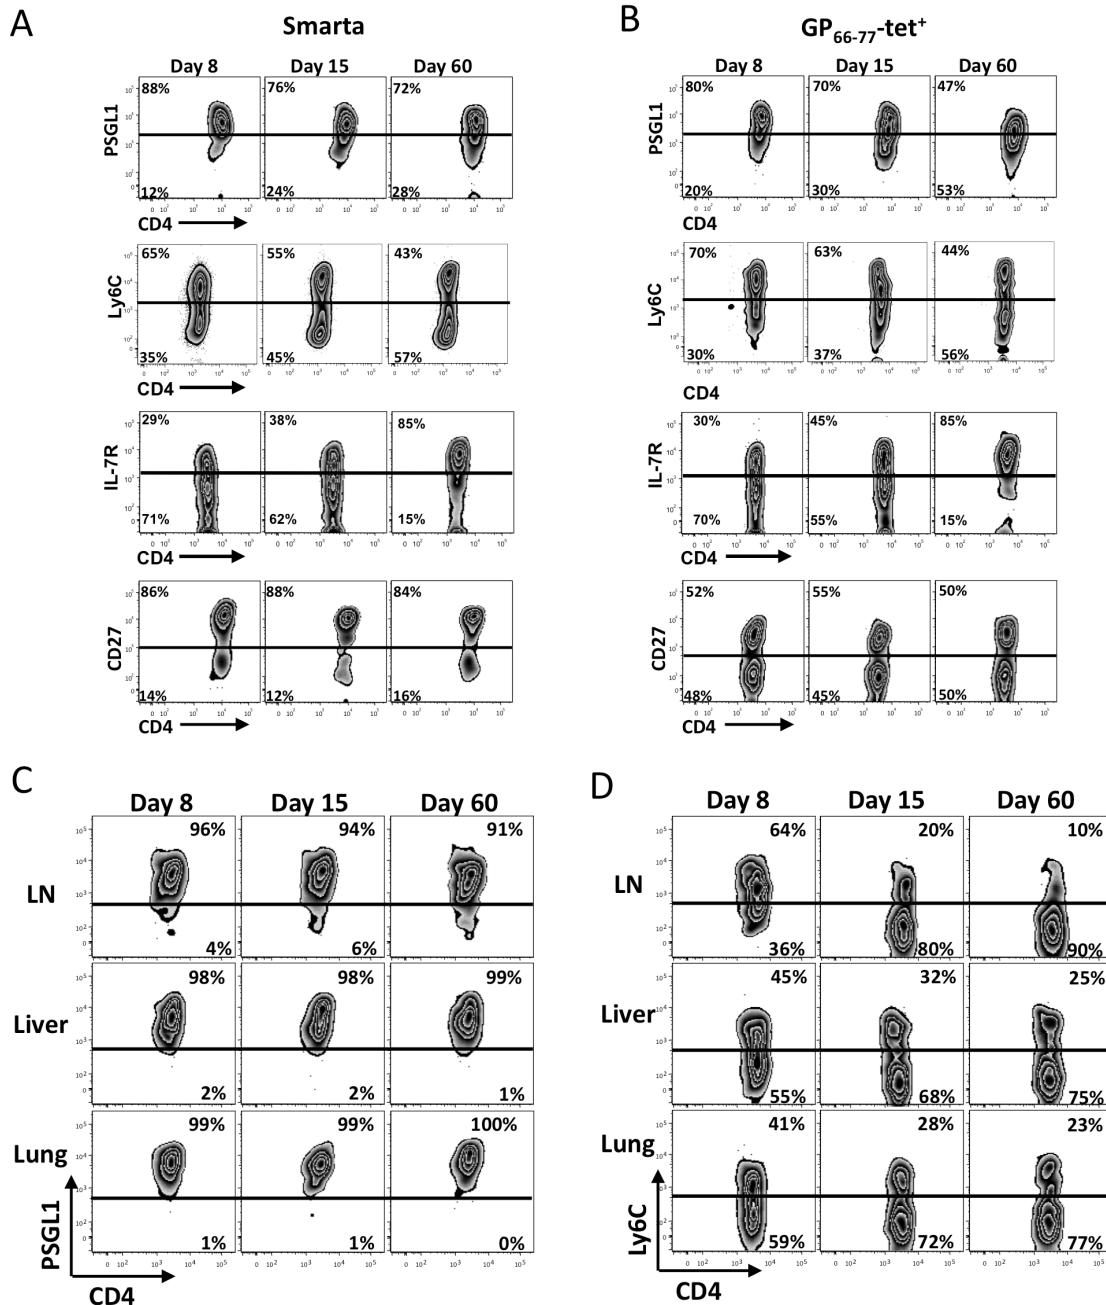 A
Smarta
Day 8 Day 15 Day 60
PSGL1
88% 76% 72%
12% 24% 28%
CD4
Ly6C
65% 55% 43%
35% 45% 57%
CD4
IL-7R
29% 38% 85%
71% 62% 15%
CD4
CD27
86% 88% 84%
14% 12% 16%
CD4
B
GP66-77-tet+
Day 8 Day 15 Day 60
PSGL1
80% 70% 47%
20% 30% 53%
CD4
Ly6C
70% 63% 44%
30% 37% 56%
CD4
IL-7R
30% 45% 85%
70% 55% 15%
CD4
CD27
52% 55% 50%
48% 45% 50%
CD4
C
Day 8 Day 15 Day 60
LN
96% 94% 91%
4% 6% 9%
Liver
98% 98% 99%
2% 2% 1%
Lung
99% 99% 100%
1% 1% 0%
PSGL1
CD4
D
Day 8 Day 15 Day 60
LN
64% 20% 10%
36% 80% 90%
Liver
45% 32% 25%
55% 68% 75%
Lung
41% 28% 23%
59% 72% 77%
Ly6C
CD4